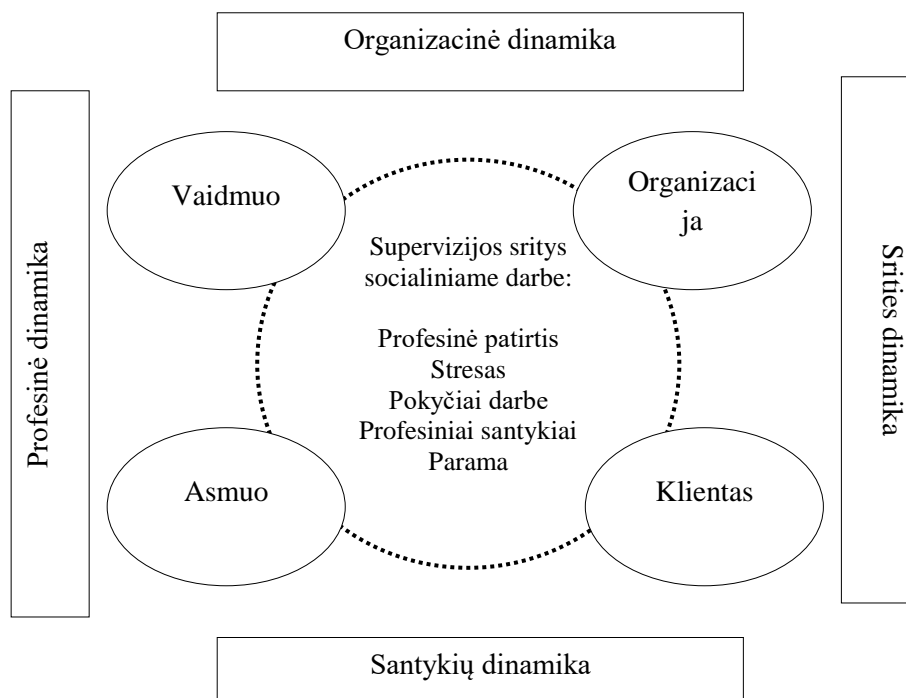 Organizacinė dinamika
Profesinė dinamika
Vaidmuo
Organizaci
ja
Srities dinamika
Supervizijos sritys
socialiniame darbe:
Profesinė patirtis
Stresas
Pokyčiai darbe
Profesiniai santykiai
Parama
Asmuo
Klientas
Santykių dinamika